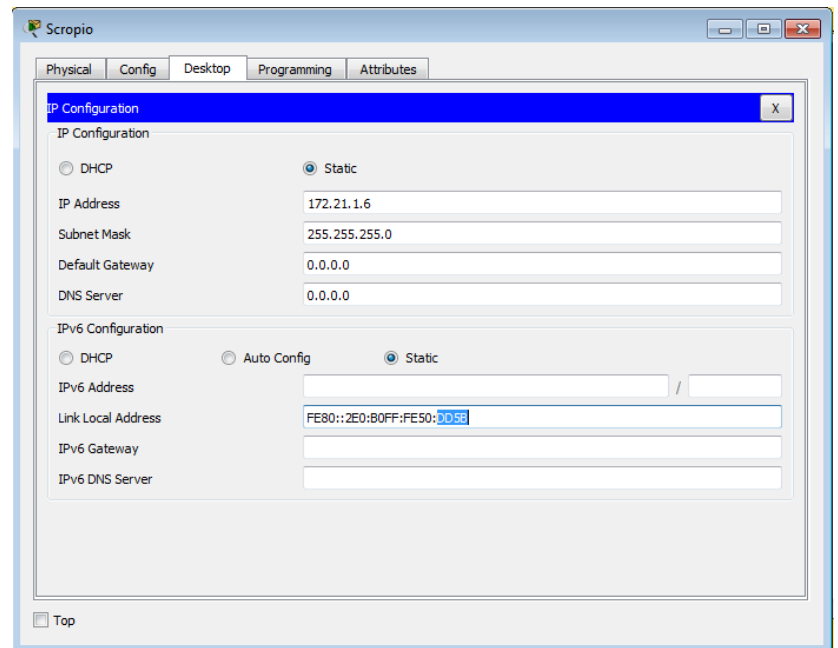 Scropio
Physical Config Desktop Programming Attributes
IP Configuration X
IP Configuration
DHCP Static
IP Address 172.21.1.6
Subnet Mask 255.255.255.0
Default Gateway 0.0.0.0
DNS Server 0.0.0.0
IPv6 Configuration
DHCP Auto Config Static
IPv6 Address /
Link Local Address FE80::2E0:B0FF:FE50:DD5B
IPv6 Gateway
IPv6 DNS Server
Top